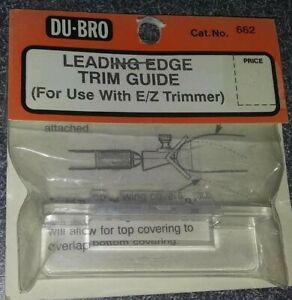 DU-BRO
Cat. No. 662
LEADING EDGE
TRIM GUIDE
(For Use With E/Z Trimmer)
PRICE
attached
wing
will allow for top covering to
overlap bottom covering.